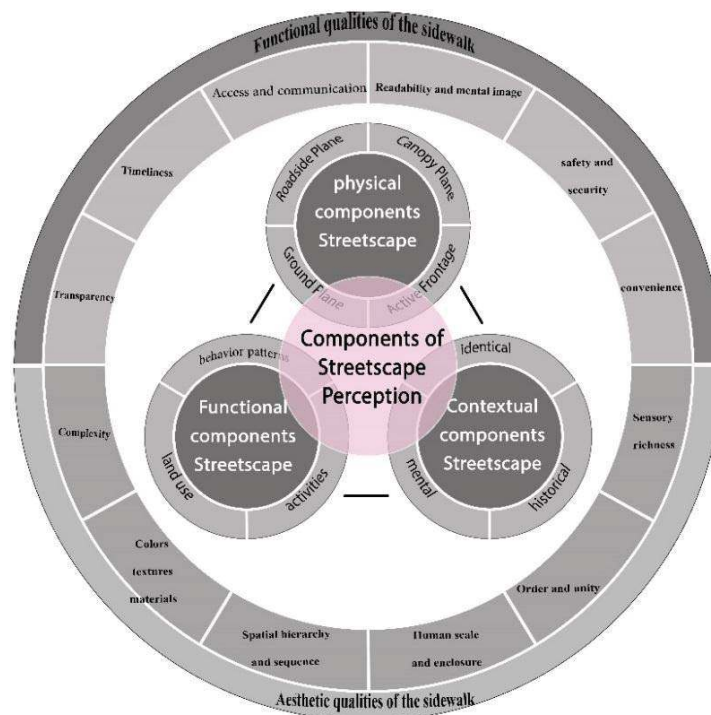 Functional qualities of the sidewalk
Access and communication
Readability and mental image
Timeliness
safety and
security
Transparency
convenience
Roadside Plane
Canopy Plane
physical
components
Streetscape
Ground Plane
Active Frontage
Components of
Streetscape
Perception
behavior patterns
Identical
Functional
components
Streetscape
Contextual
components
Streetscape
land use
activities
mental
historical
Complexity
Sensory
richness
Colors
textures
materials
Order and unity
Spatial hierarchy
and sequence
Human scale
and enclosure
Aesthetic qualities of the sidewalk